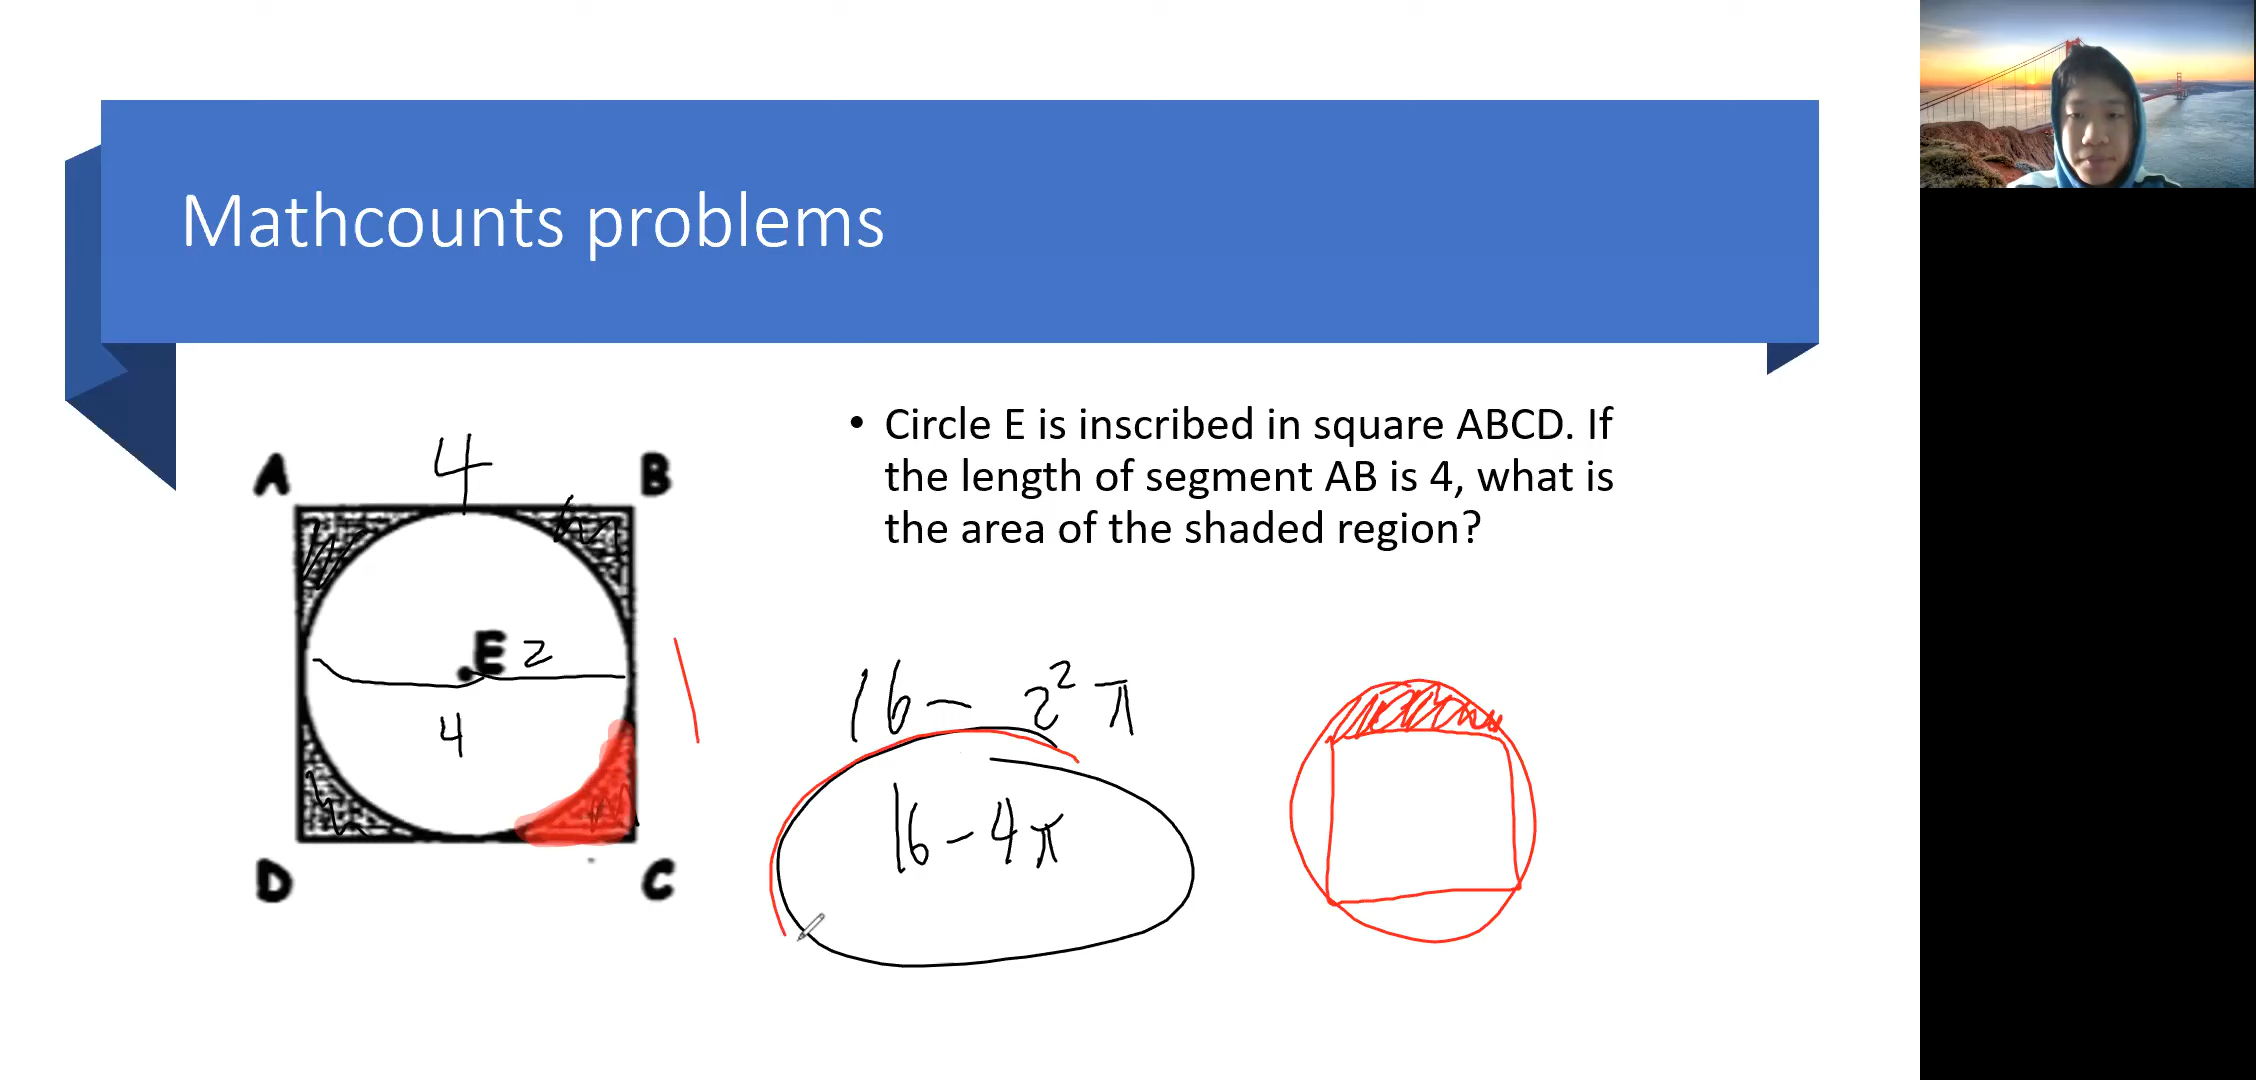 Mathcounts problems
• Circle E is inscribed in square ABCD. If
the length of segment AB is 4, what is
the area of the shaded region?
4
A
B
E 2
4
D
C
16 - 2² π
16 - 4π